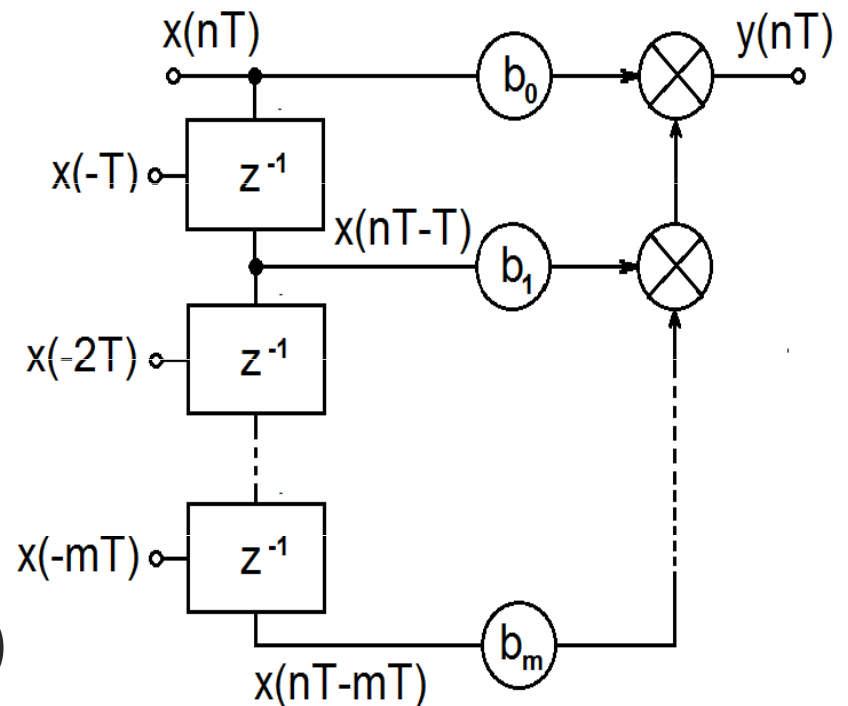 x(nT)
b₀
y(nT)
x(-T)
z⁻¹
x(nT-T)
b₁
x(-2T)
z⁻¹
x(-mT)
z⁻¹
)
bₘ
x(nT-mT)